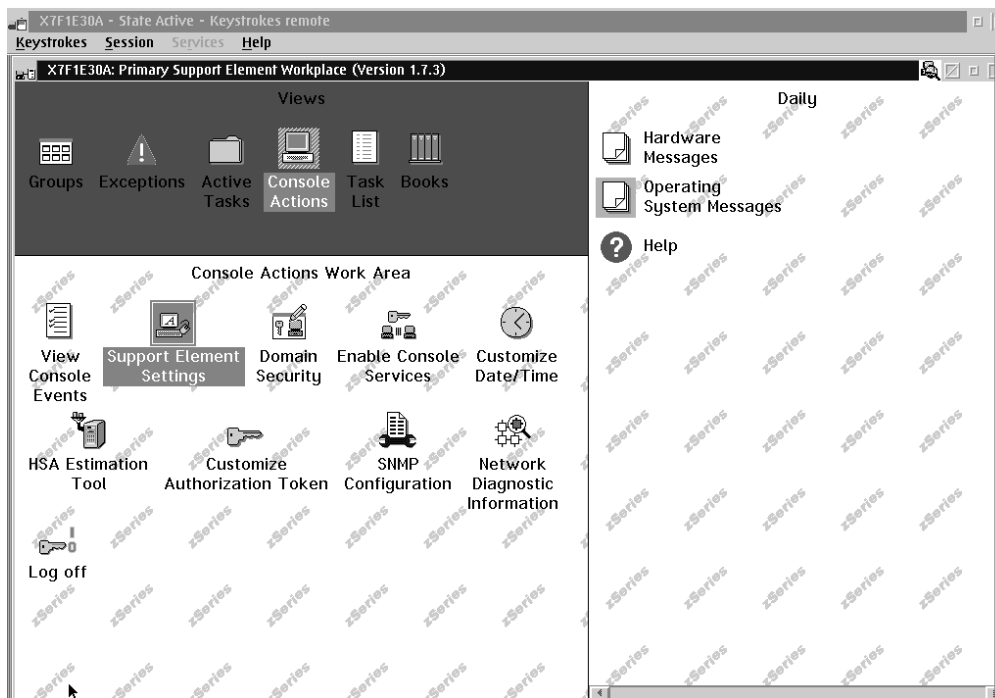 X7F1E30A - State Active - Keystrokes remote
Keystrokes Session Services Help
X7F1E30A: Primary Support Element Workplace (Version 1.7.3)
Views
Groups
Exceptions
Active
Tasks
Console
Actions
Task
List
Books
Console Actions Work Area
View
Console
Events
Support Element
Settings
Domain
Security
Enable Console
Services
Customize
Date/Time
HSA Estimation
Tool
Customize
Authorization Token
SNMP
Configuration
Network
Diagnostic
Information
Log off
Daily
Hardware
Messages
Operating
System Messages
Help
zSeries